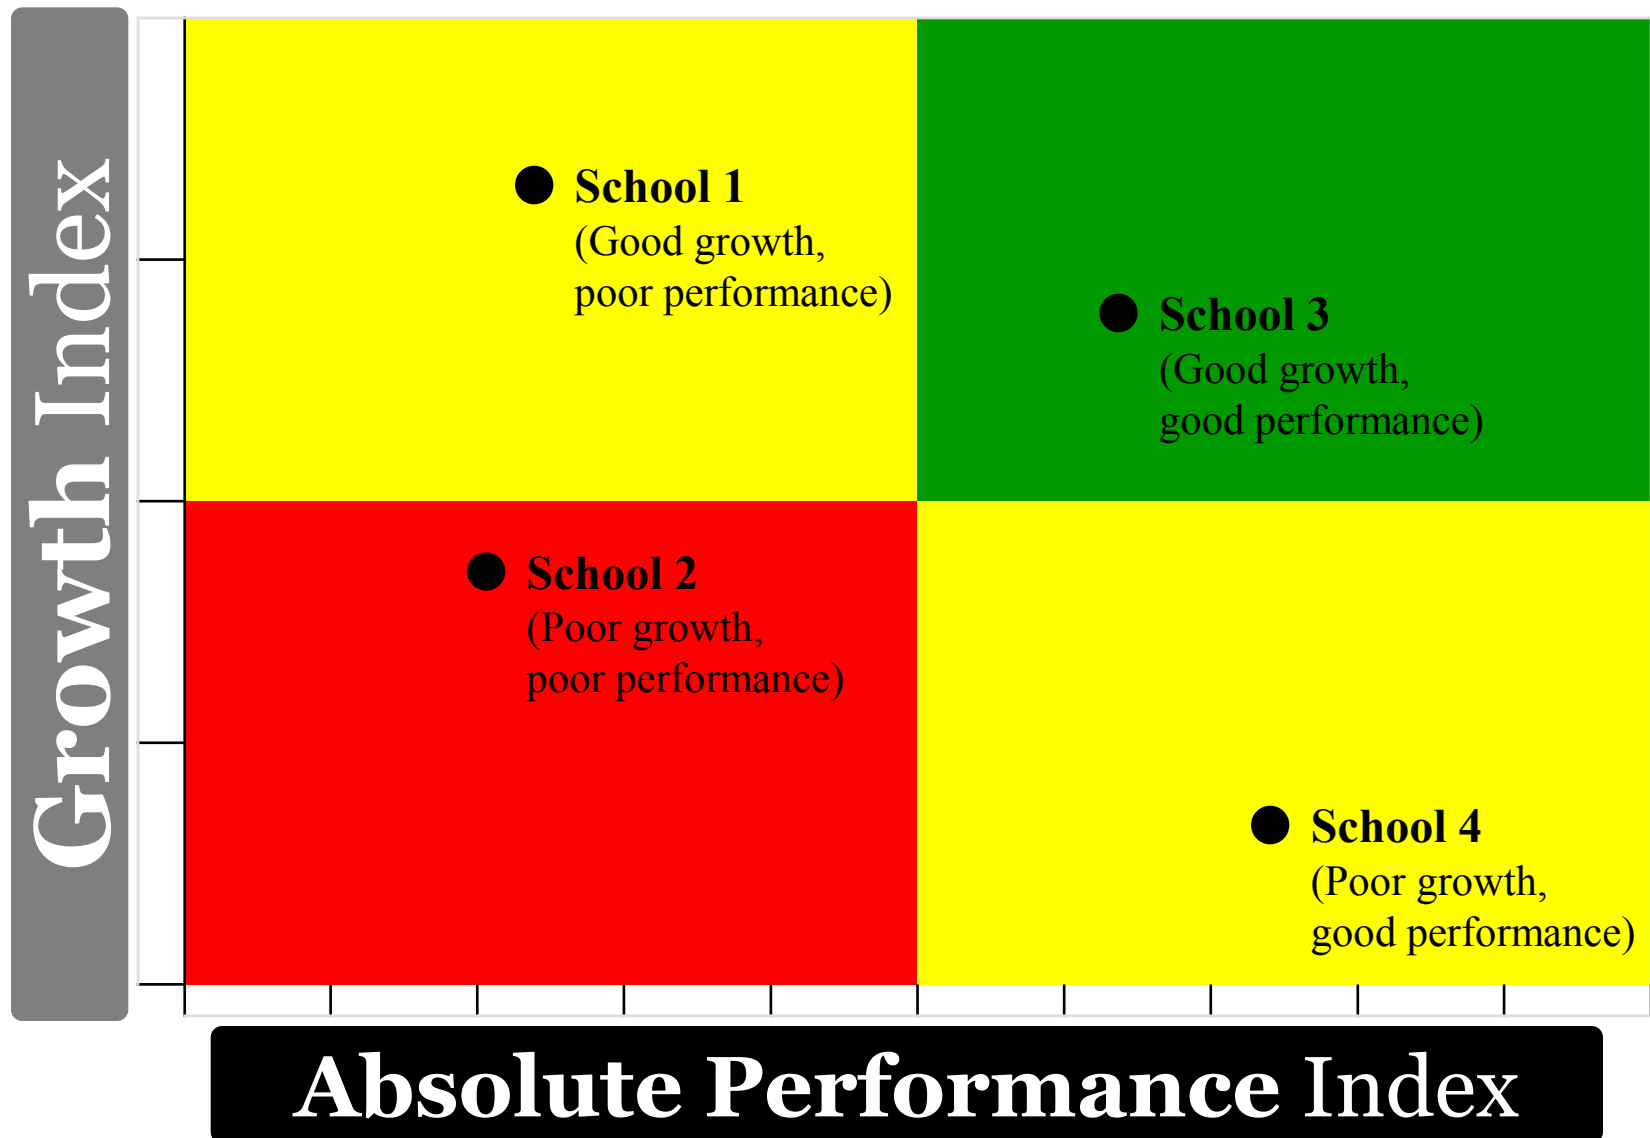 Growth Index
School 1
(Good growth,
poor performance)
School 3
(Good growth,
good performance)
School 2
(Poor growth,
poor performance)
School 4
(Poor growth,
good performance)
Absolute Performance Index